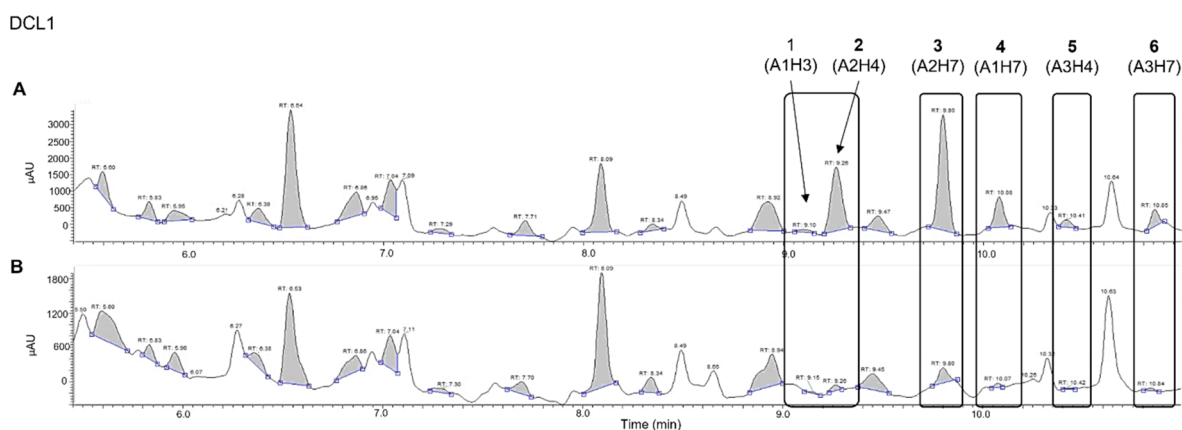 DCL1
1 2 3 4 5 6
(A1H3) (A2H4) (A2H7) (A1H7) (A3H4) (A3H7)
A
RT: 6.54
RT: 9.80
3000
2500
2000
1500
1000
500
0
µAU
RT: 5.60
RT: 5.83
RT: 5.95
6.21
6.28
RT: 6.38
RT: 6.86
6.95
RT: 7.04
7.09
RT: 7.29
RT: 7.71
RT: 8.09
RT: 8.34
8.49
RT: 8.92
RT: 9.10
RT: 9.26
RT: 9.47
RT: 10.08
RT: 10.41
10.64
RT: 10.85
6.0 7.0 8.0 9.0 10.0
B
1800
1200
600
0
µAU
RT: 5.60
RT: 5.83
RT: 5.96
6.07
6.27
RT: 6.38
RT: 6.53
RT: 6.86
RT: 7.04
7.11
RT: 7.30
RT: 7.70
RT: 8.09
RT: 8.34
8.49
8.65
RT: 8.94
RT: 9.15
RT: 9.26
RT: 9.45
RT: 9.80
RT: 10.07
10.26
RT: 10.42
10.63
RT: 10.84
6.0 7.0 8.0 9.0 10.0
Time (min)